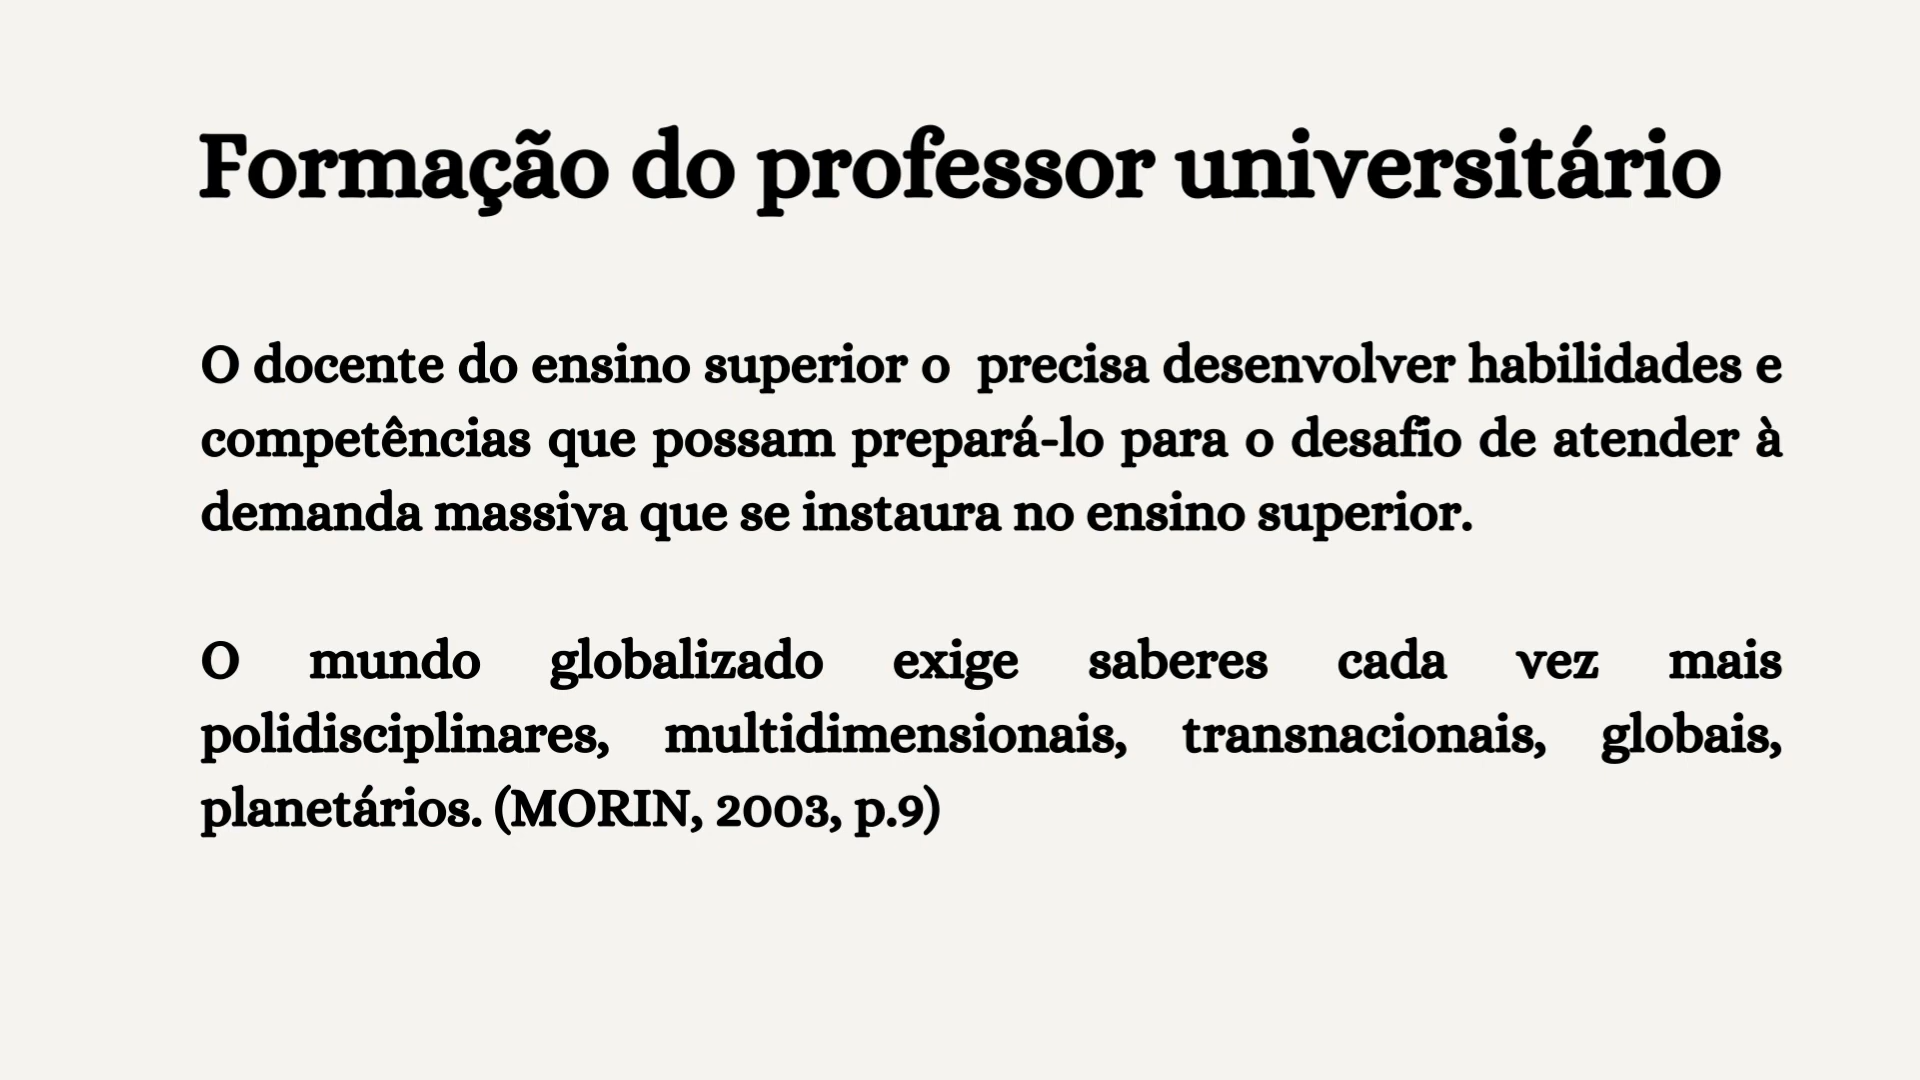 Formação do professor universitário
O docente do ensino superior o  precisa desenvolver habilidades e
competências que possam prepará-lo para o desafio de atender à
demanda massiva que se instaura no ensino superior.
O mundo globalizado exige saberes cada vez mais
polidisciplinares, multidimensionais, transnacionais, globais,
planetários. (MORIN, 2003, p.9)